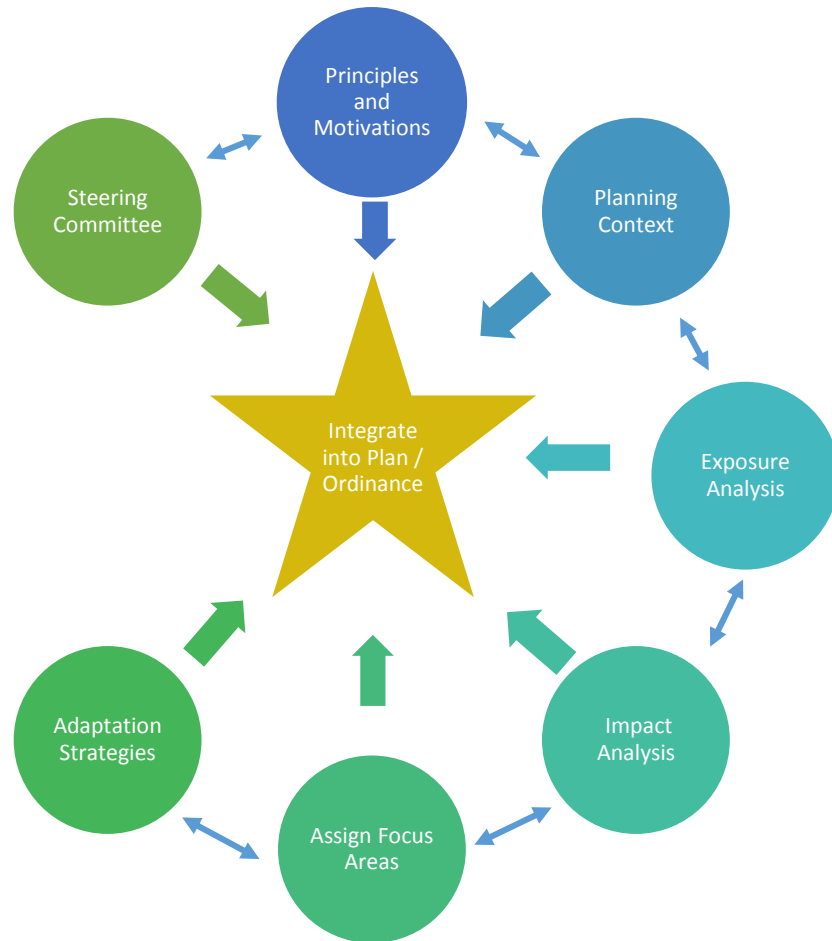 Principles
and
Motivations
Steering
Committee
Planning
Context
Integrate
into Plan /
Ordinance
Exposure
Analysis
Adaptation
Strategies
Impact
Analysis
Assign Focus
Areas